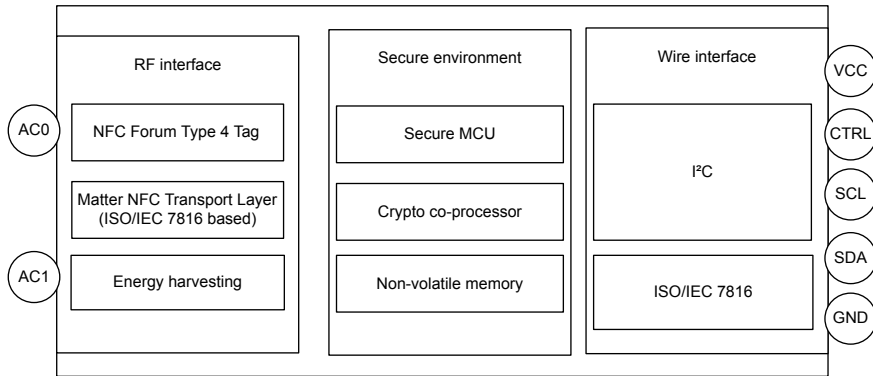 RF interface
AC0
NFC Forum Type 4 Tag
Matter NFC Transport Layer
(ISO/IEC 7816 based)
AC1
Energy harvesting
Secure environment
Secure MCU
Crypto co-processor
Non-volatile memory
Wire interface
I²C
ISO/IEC 7816
VCC
CTRL
SCL
SDA
GND